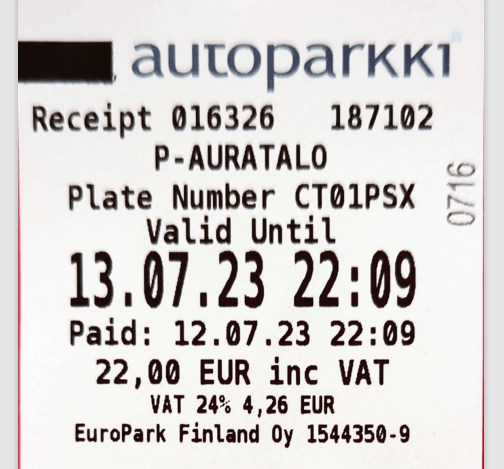 autoparkki
Receipt 016326 187102
P-AURATALO
Plate Number CT01PSX
0716
Valid Until
13.07.23 22:09
Paid: 12.07.23 22:09
22,00 EUR inc VAT
VAT 24% 4,26 EUR
EuroPark Finland Oy 1544350-9